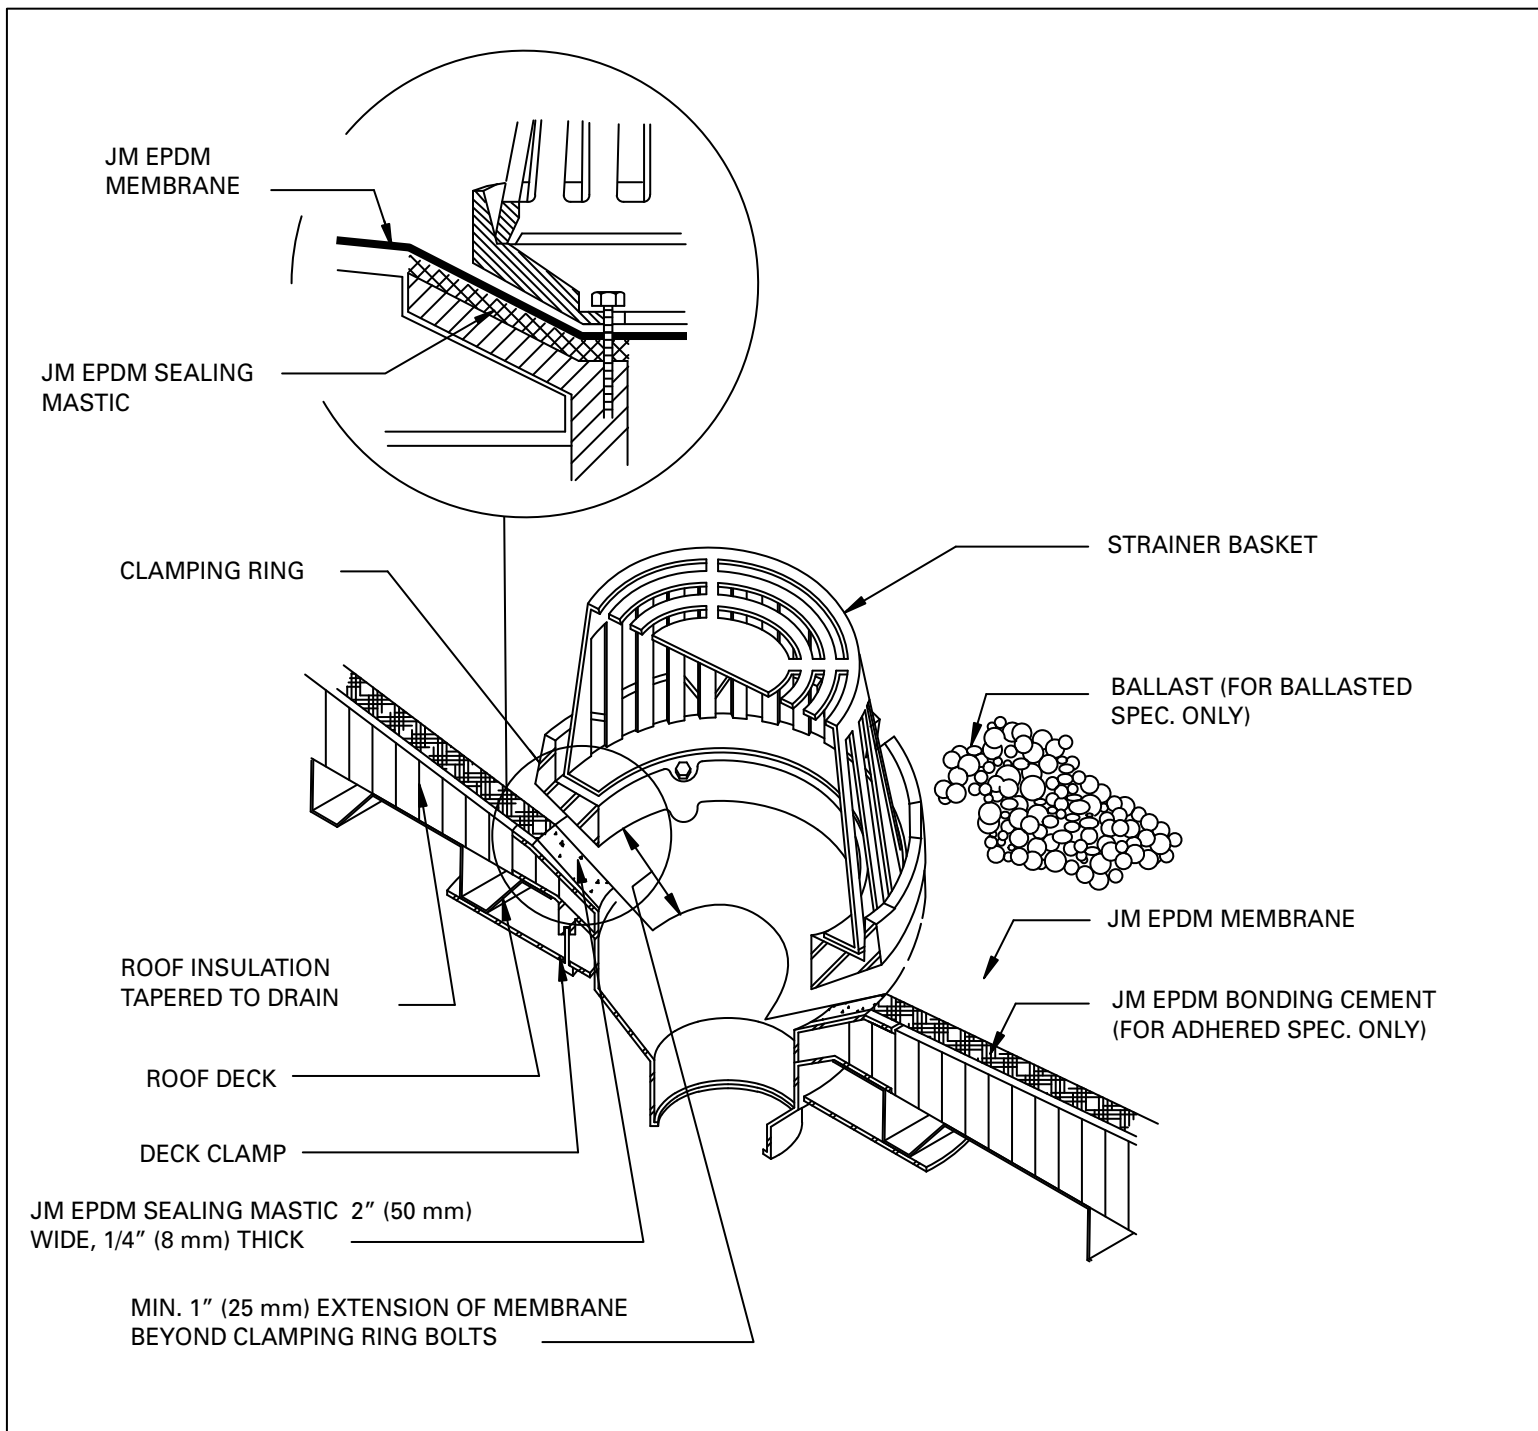 JM EPDM
MEMBRANE
JM EPDM SEALING
MASTIC
CLAMPING RING
STRAINER BASKET
BALLAST (FOR BALLASTED
SPEC. ONLY)
JM EPDM MEMBRANE
ROOF INSULATION
TAPERED TO DRAIN
JM EPDM BONDING CEMENT
(FOR ADHERED SPEC. ONLY)
ROOF DECK
DECK CLAMP
JM EPDM SEALING MASTIC 2” (50 mm)
WIDE, 1/4” (8 mm) THICK
MIN. 1” (25 mm) EXTENSION OF MEMBRANE
BEYOND CLAMPING RING BOLTS